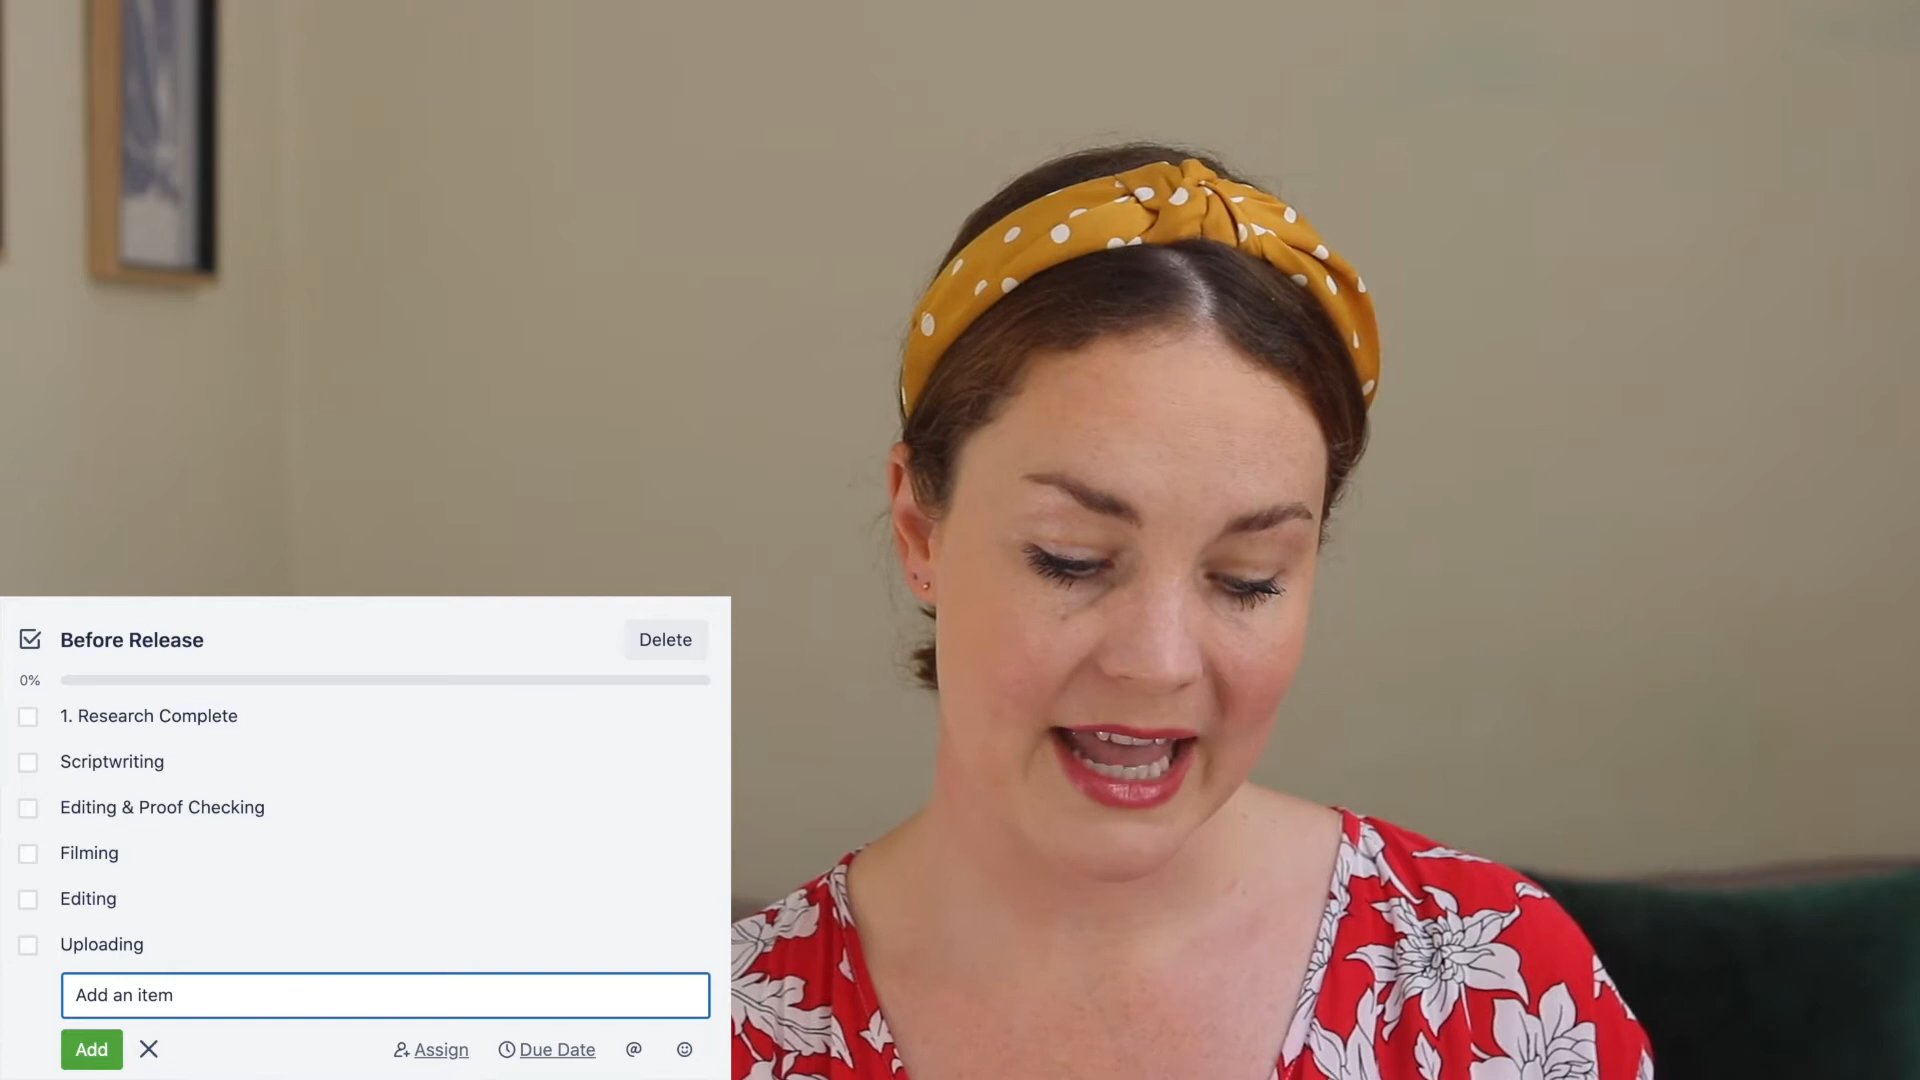 Before Release
Delete
0%
1. Research Complete
Scriptwriting
Editing & Proof Checking
Filming
Editing
Uploading
Add an item
Add
Assign
Due Date
@